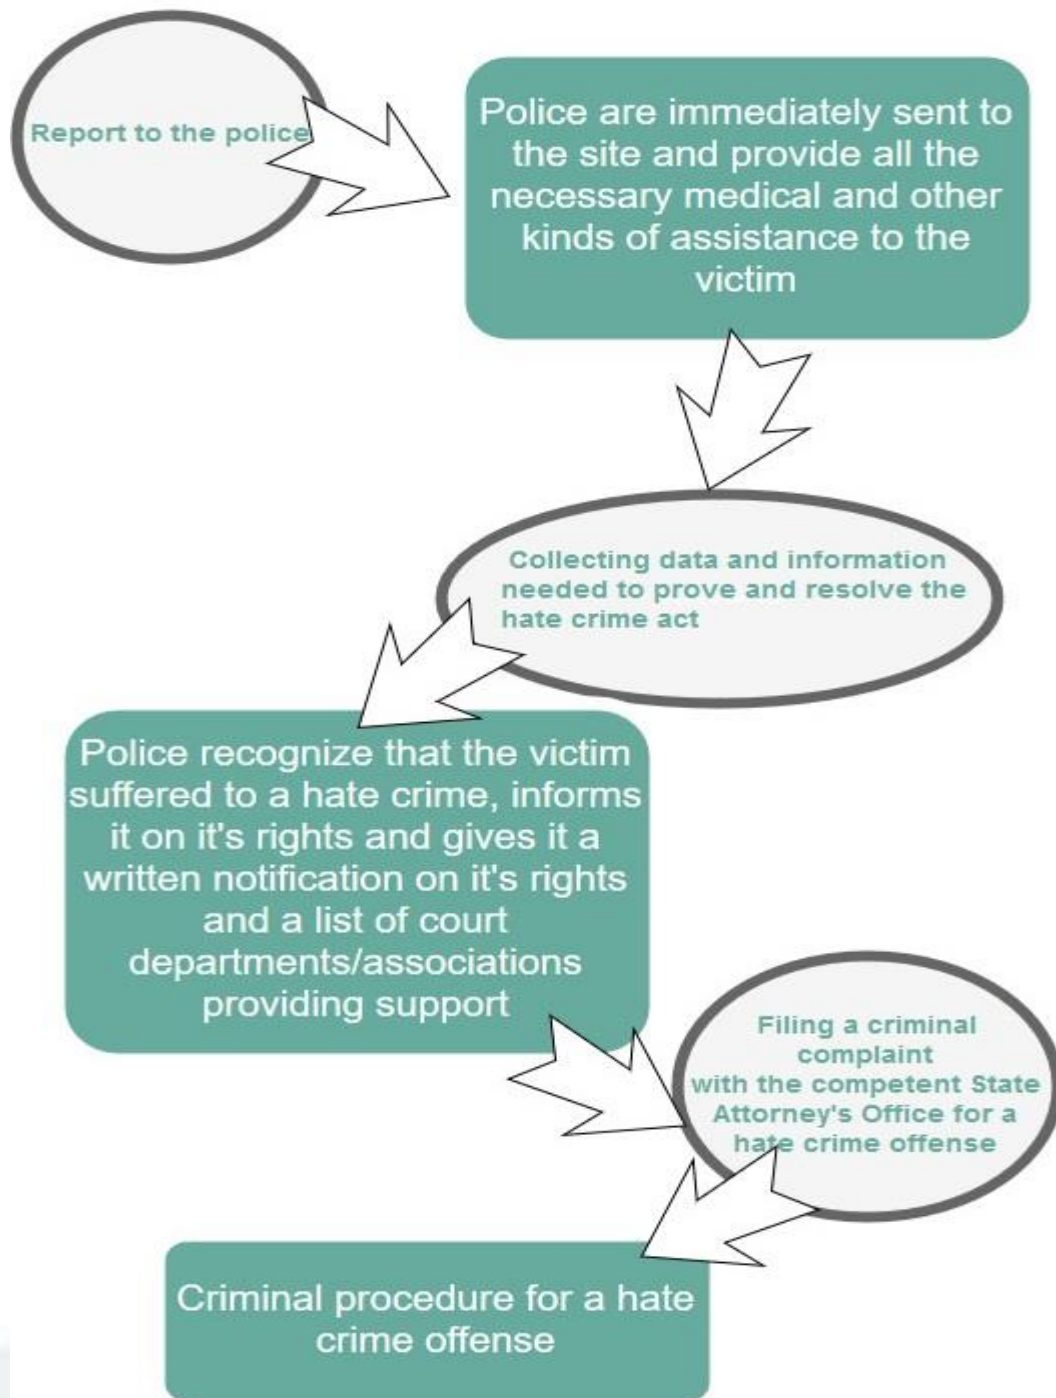 Report to the police
Police are immediately sent to
the site and provide all the
necessary medical and other
kinds of assistance to the
victim
Collecting data and information
needed to prove and resolve the
hate crime act
Police recognize that the victim
suffered to a hate crime, informs
it on it's rights and gives it a
written notification on it's rights
and a list of court
departments/associations
providing support
Filing a criminal
complaint
with the competent State
Attorney's Office for a
hate crime offense
Criminal procedure for a hate
crime offense